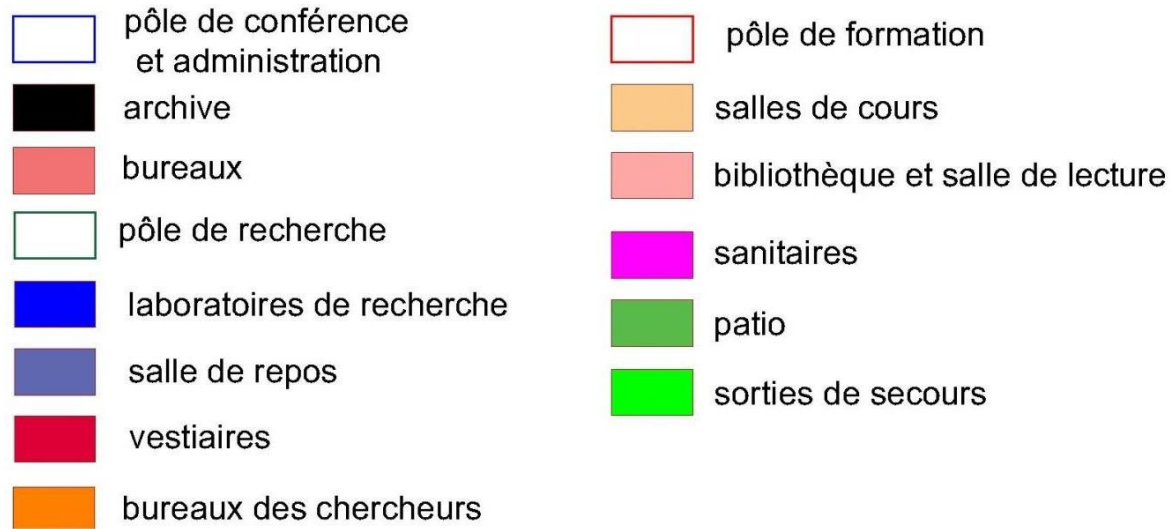 pôle de conférence
et administration
archive
bureaux
pôle de recherche
laboratoires de recherche
salle de repos
vestiaires
bureaux des chercheurs
pôle de formation
salles de cours
bibliothèque et salle de lecture
sanitaires
patio
sorties de secours